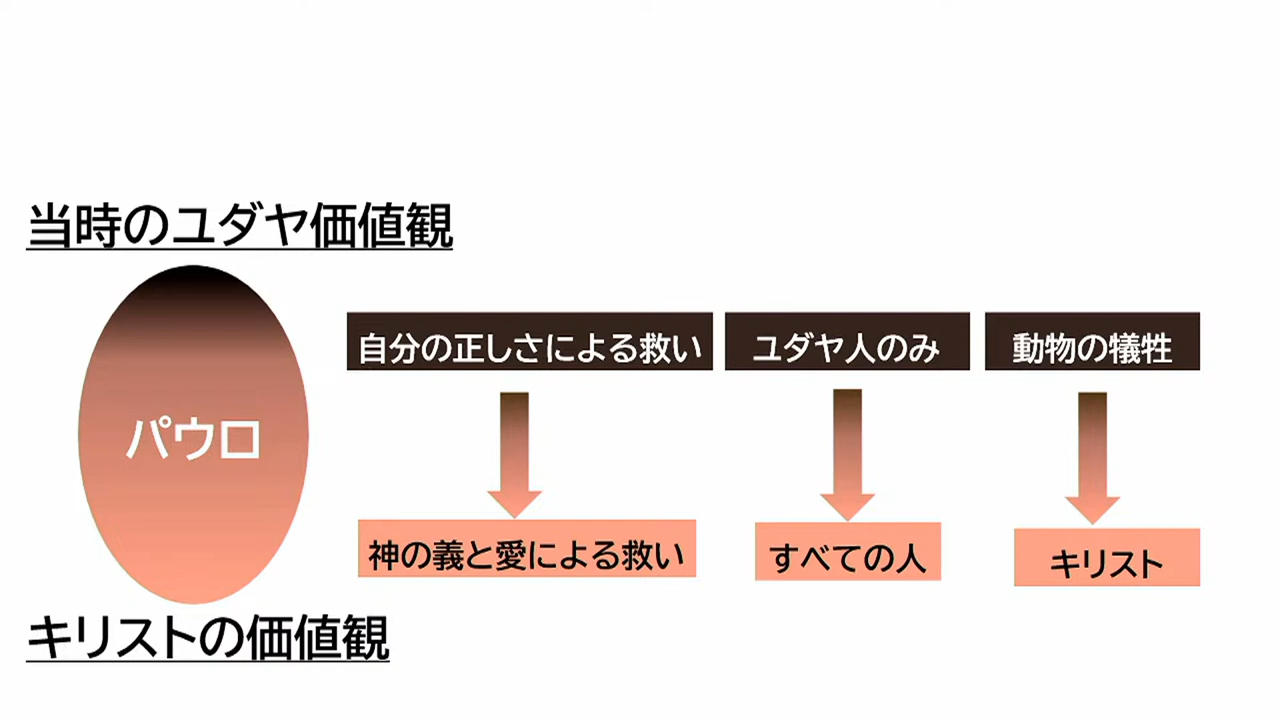 当時のユダヤ価値観
パウロ
自分の正しさによる救い
ユダヤ人のみ
動物の犠牲
神の義と愛による救い
すべての人
キリスト
キリストの価値観